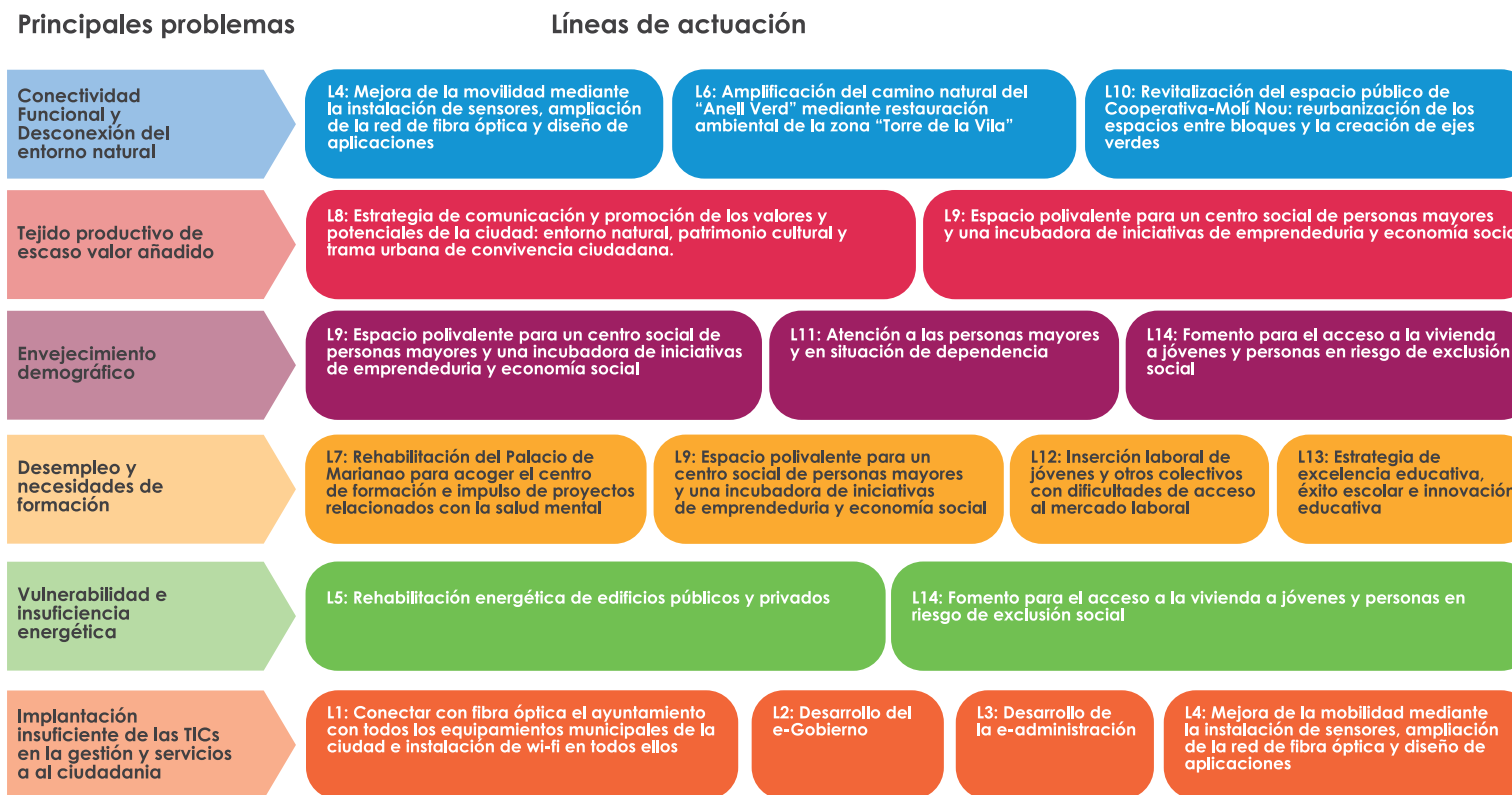 Principales problemas
Líneas de actuación
Conectividad
Funcional y
Desconexión del
entorno natural
L4: Mejora de la movilidad mediante
la instalación de sensores, ampliación
de la red de fibra óptica y diseño de
aplicaciones
L6: Amplificación del camino natural del
“Anell Verd” mediante restauración
ambiental de la zona “Torre de la Vila”
L10: Revitalización del espacio público de
Cooperativa-Molí Nou: reurbanización de los
espacios entre bloques y la creación de ejes
verdes
Tejido productivo de
escaso valor añadido
L8: Estrategia de comunicación y promoción de los valores y
potenciales de la ciudad: entorno natural, patrimonio cultural y
trama urbana de convivencia ciudadana.
L9: Espacio polivalente para un centro social de personas mayores
y una incubadora de iniciativas de emprendeduria y economía
Envejecimiento
demográfico
L9: Espacio polivalente para un centro social de
personas mayores y una incubadora de iniciativas
de emprendeduria y economía social
L11: Atención a las personas mayores
y en situación de dependencia
L14: Fomento para el acceso a la vivienda
a jóvenes y personas en riesgo de exclusión
social
Desempleo y
necesidades de
formación
L7: Rehabilitación del Palacio de
Marianao para acoger el centro
de formación e impulso de proyectos
relacionados con la salud mental
L9: Espacio polivalente para un
centro social de personas mayores
y una incubadora de iniciativas
de emprendeduria y economía social
L12: Inserción laboral de
jóvenes y otros colectivos
con dificultades de acceso
al mercado laboral
L13: Estrategia de
excelencia educativa,
éxito escolar e innovación
educativa
Vulnerabilidad e
insuficiencia
energética
L5: Rehabilitación energética de edificios públicos y privados
L14: Fomento para el acceso a la vivienda a jóvenes y personas en
riesgo de exclusión social
Implantación
insuficiente de las TICs
en la gestión y servicios
a al ciudadania
L1: Conectar con fibra óptica el ayuntamiento
con todos los equipamientos municipales de la
ciudad e instalación de wi-fi en todos ellos
L2: Desarrollo del
e-Gobierno
L3: Desarrollo de
la e-administración
L4: Mejora de la mobilidad mediante
la instalación de sensores, ampliación
de la red de fibra óptica y diseño de
aplicaciones